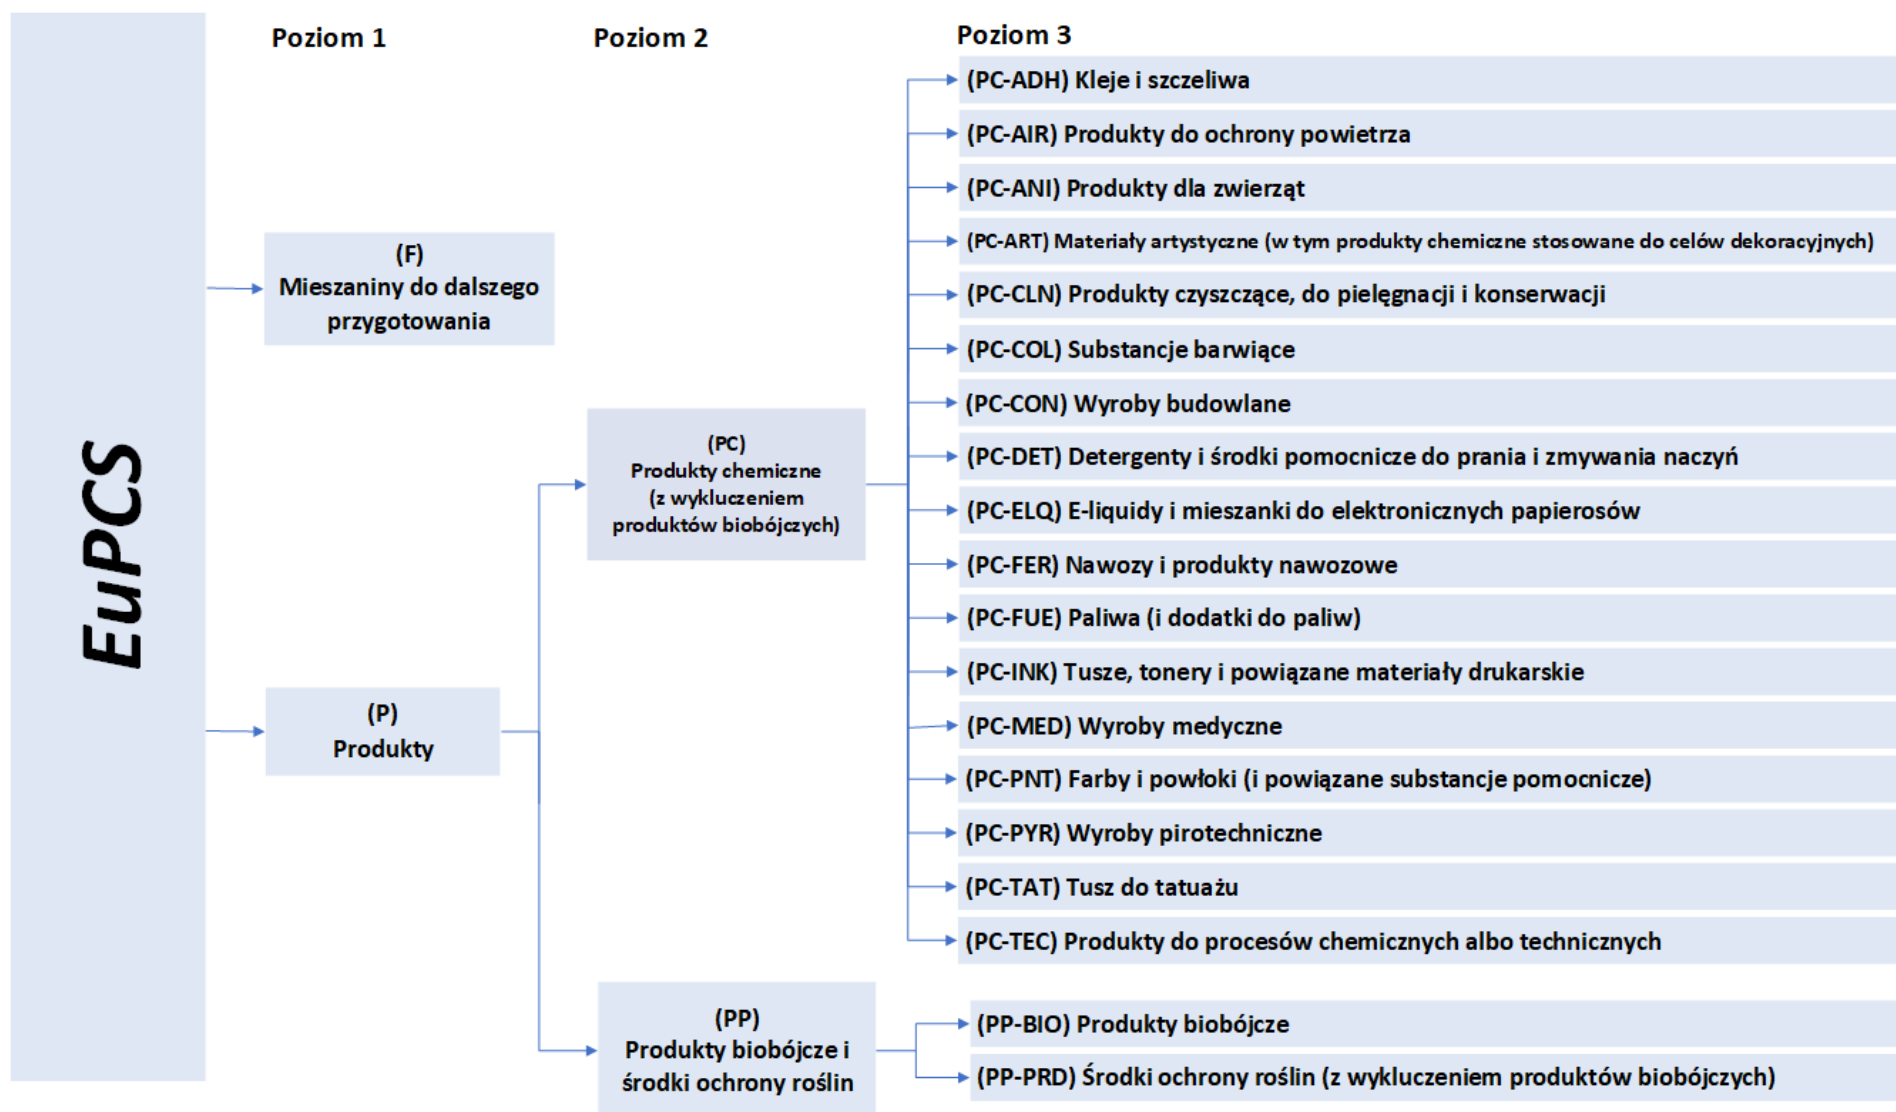 EuPCS
Poziom 1
Poziom 2
Poziom 3
(F)
Mieszaniny do dalszego
przygotowania
(P)
Produkty
(PC)
Produkty chemiczne
(z wykluczeniem
produktów biobójczych)
(PC-ADH) Kleje i szczeliwa
(PC-AIR) Produkty do ochrony powietrza
(PC-ANI) Produkty dla zwierząt
(PC-ART) Materiały artystyczne (w tym produkty chemiczne stosowane do celów dekoracyjnych)
(PC-CLN) Produkty czyszczące, do pielęgnacji i konserwacji
(PC-COL) Substancje barwiące
(PC-CON) Wyroby budowlane
(PC-DET) Detergenty i środki pomocnicze do prania i zmywania naczyń
(PC-ELQ) E-liquidy i mieszanki do elektronicznych papierosów
(PC-FER) Nawozy i produkty nawozowe
(PC-FUE) Paliwa (i dodatki do paliw)
(PC-INK) Tusze, tonery i powiązane materiały drukarskie
(PC-MED) Wyroby medyczne
(PC-PNT) Farby i powłoki (i powiązane substancje pomocnicze)
(PC-PYR) Wyroby pirotechniczne
(PC-TAT) Tusz do tatuażu
(PC-TEC) Produkty do procesów chemicznych albo technicznych
(PP)
Produkty biobójcze i
środki ochrony roślin
(PP-BIO) Produkty biobójcze
(PP-PRD) Środki ochrony roślin (z wykluczeniem produktów biobójczych)